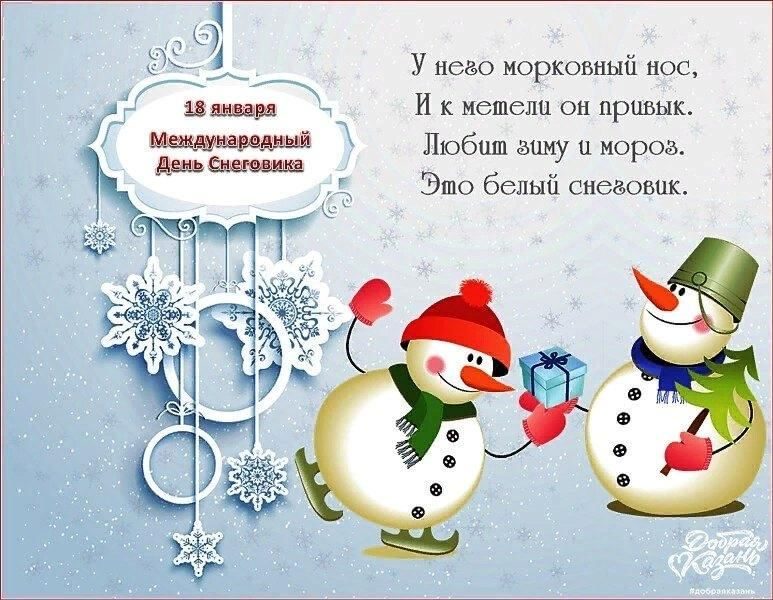 18 января
Международный
День Снеговика
У него морковный нос,
И к метели он привык.
Любит зиму и мороз.
Это белый снеговик.
Добрая
Казань
#добраяказань